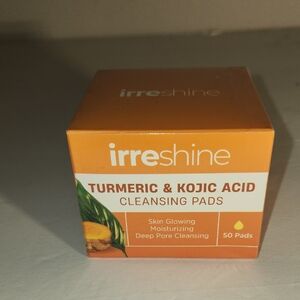 irreshine
irreshine
TURMERIC & KOJIC ACID
CLEANSING PADS
Skin Glowing
Moisturizing
Deep Pore Cleansing
50 Pads